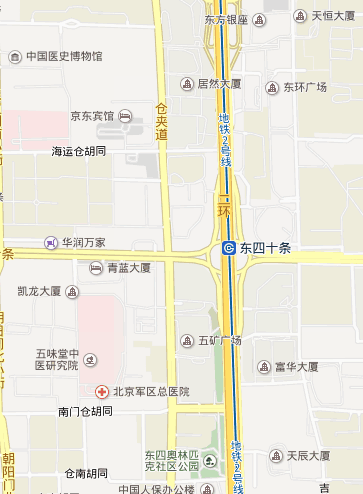 东方银座
天恒大厦
中国医史博物馆
居然大厦
东环广场
京东宾馆
仓夹道
地铁2号线
海运仓胡同
条
二环
华润万家
东四十条
条
青蓝大厦
凯龙大厦
五矿广场
五味堂中
医研究院
富华大厦
北京军区总医院
南门仓胡同
朝阳门北小街
东四奥林匹
克社区公园
地铁2号线
天辰大厦
朝阳门
仓南胡同
中国人保办公楼
吉